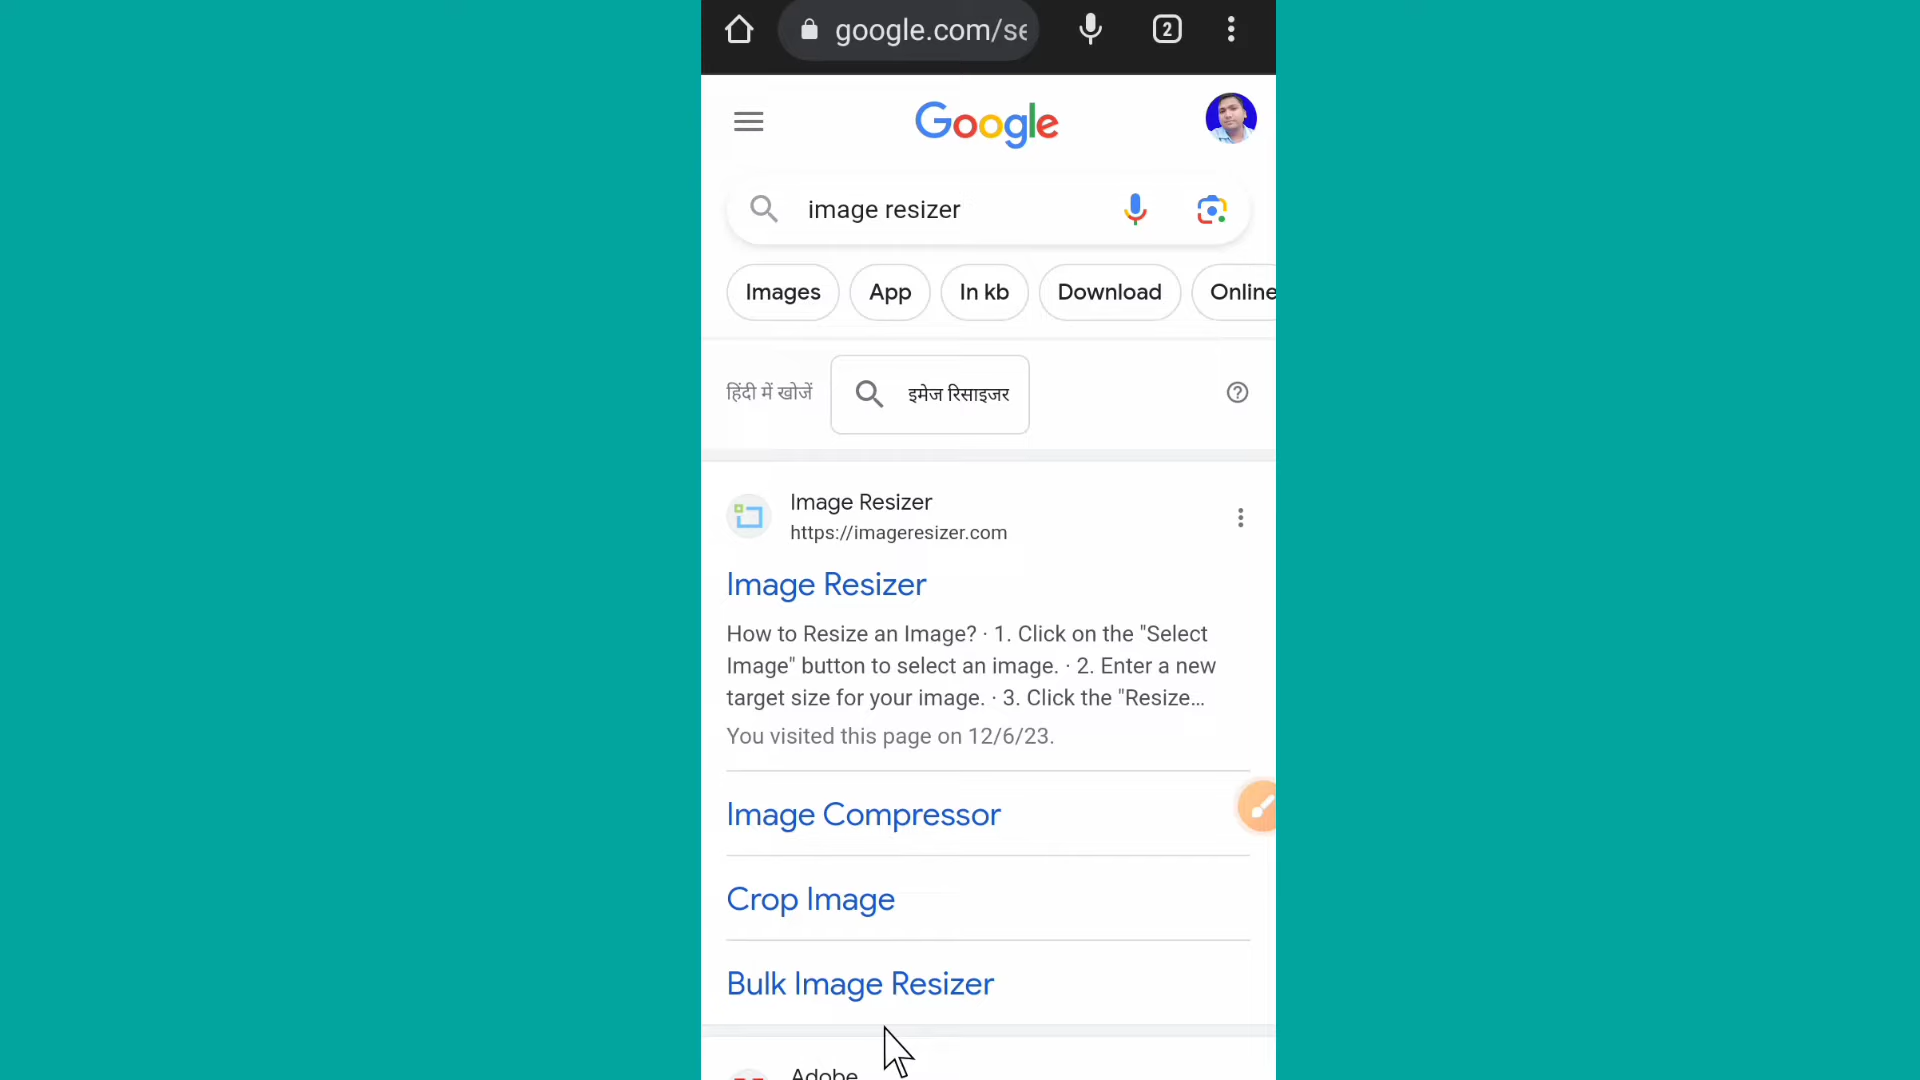 google.com/se
2
Google
image resizer
Images
App
In kb
Download
Online
हिंदी में खोजें
इमेज रिसाइजर
Image Resizer
https://imageresizer.com
Image Resizer
How to Resize an Image? · 1. Click on the "Select
Image" button to select an image. · 2. Enter a new
target size for your image. · 3. Click the "Resize...
You visited this page on 12/6/23.
Image Compressor
Crop Image
Bulk Image Resizer
Adobe